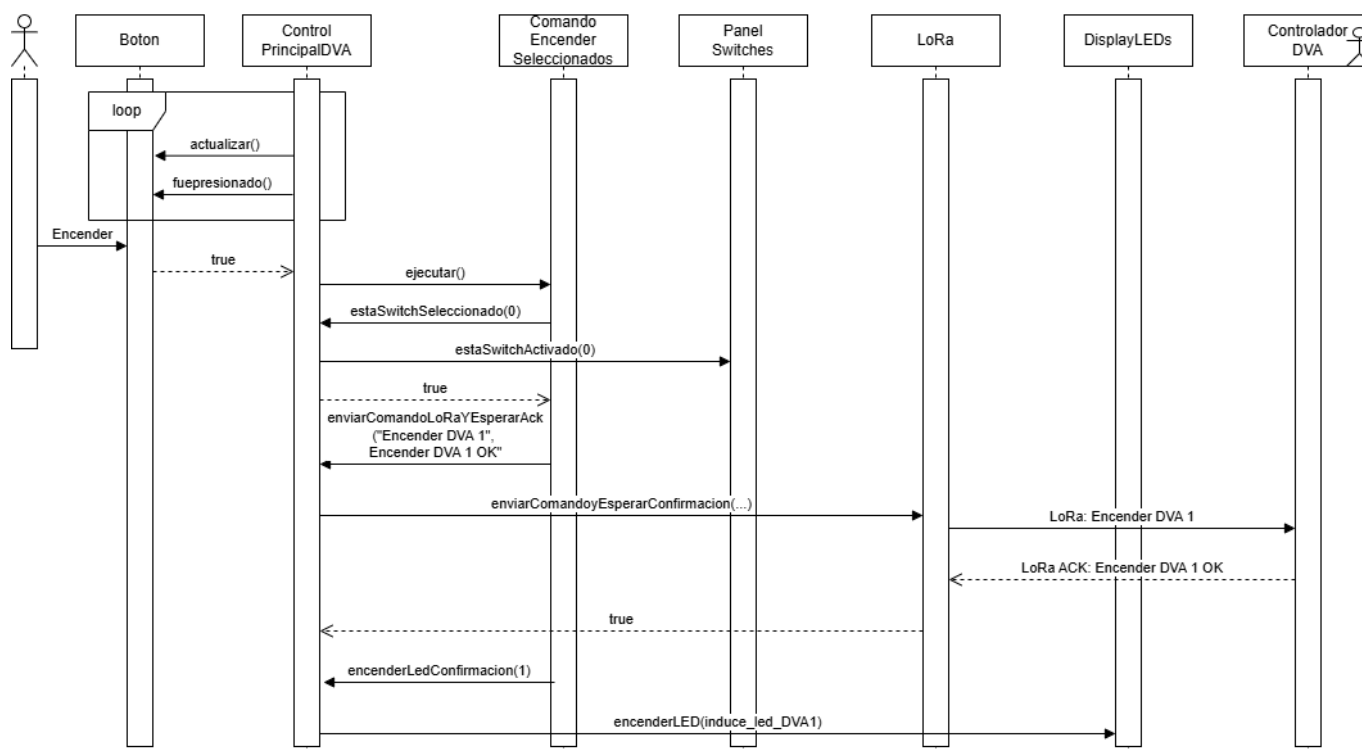 Boton
Control
PrincipalDVA
Comando
Encender
Seleccionados
Panel
Switches
LoRa
DisplayLEDs
Controlador
DVA
loop
actualizar()
fuepresionado()
Encender
true
ejecutar()
estaSwitchSeleccionado(0)
estaSwitchActivado(0)
true
enviarComandoLoRaYEsperarAck
("Encender DVA 1",
Encender DVA 1 OK"
enviarComandoyEsperarConfirmacion(...)
LoRa: Encender DVA 1
LoRa ACK: Encender DVA 1 OK
true
encenderLedConfirmacion(1)
encenderLED(induce_led_DVA1)